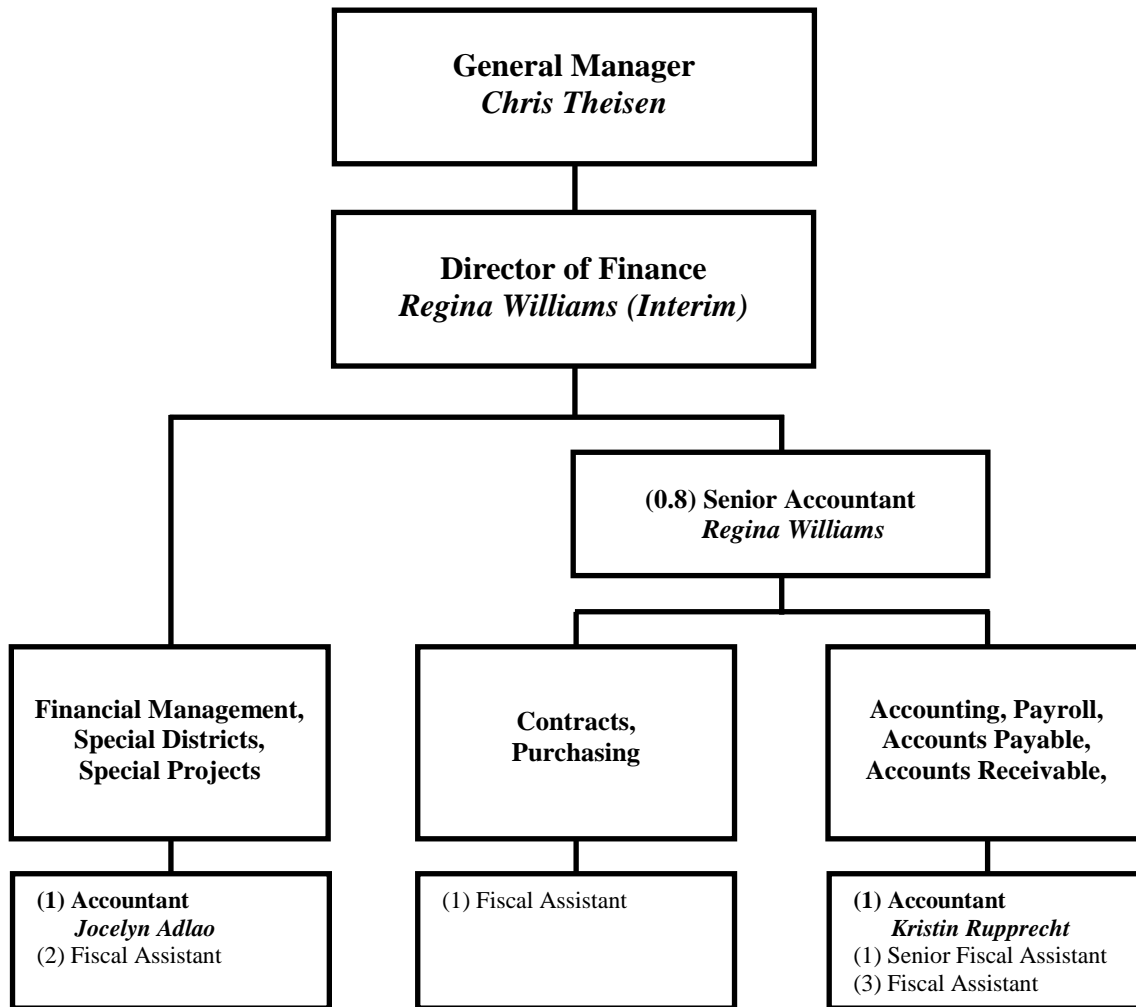 General Manager
Chris Theisen
Director of Finance
Regina Williams (Interim)
(0.8) Senior Accountant
Regina Williams
Financial Management,
Special Districts,
Special Projects
Contracts,
Purchasing
Accounting, Payroll,
Accounts Payable,
Accounts Receivable,
(1) Accountant
Jocelyn Adlao
(2) Fiscal Assistant
(1) Fiscal Assistant
(1) Accountant
Kristin Rupprecht
(1) Senior Fiscal Assistant
(3) Fiscal Assistant